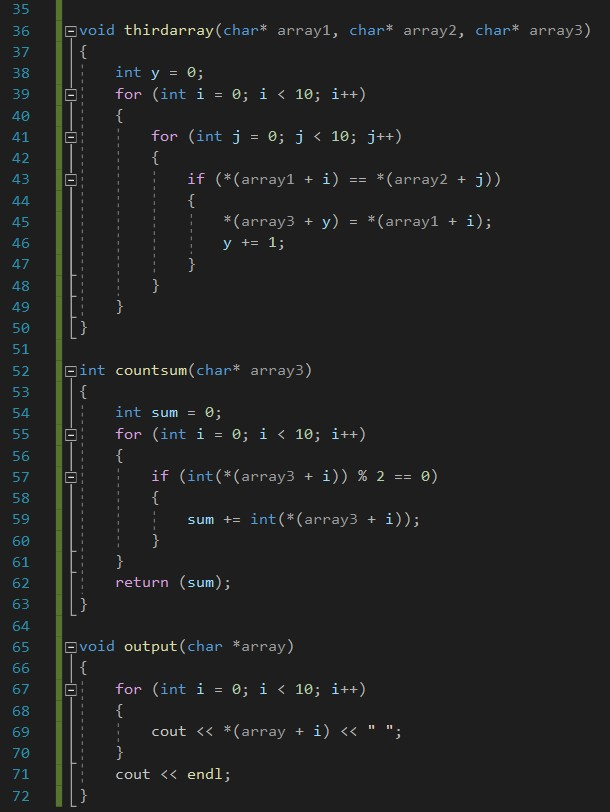 35
36 void thirdarray(char* array1, char* array2, char* array3)
37 {
38     int y = 0;
39     for (int i = 0; i < 10; i++)
40     {
41         for (int j = 0; j < 10; j++)
42         {
43             if (*(array1 + i) == *(array2 + j))
44             {
45                 *(array3 + y) = *(array1 + i);
46                 y += 1;
47             }
48         }
49     }
50 }
51
52 int countsum(char* array3)
53 {
54     int sum = 0;
55     for (int i = 0; i < 10; i++)
56     {
57         if (int(*(array3 + i)) % 2 == 0)
58         {
59             sum += int(*(array3 + i));
60         }
61     }
62     return (sum);
63 }
64
65 void output(char *array)
66 {
67     for (int i = 0; i < 10; i++)
68     {
69         cout << *(array + i) << " ";
70     }
71     cout << endl;
72 }